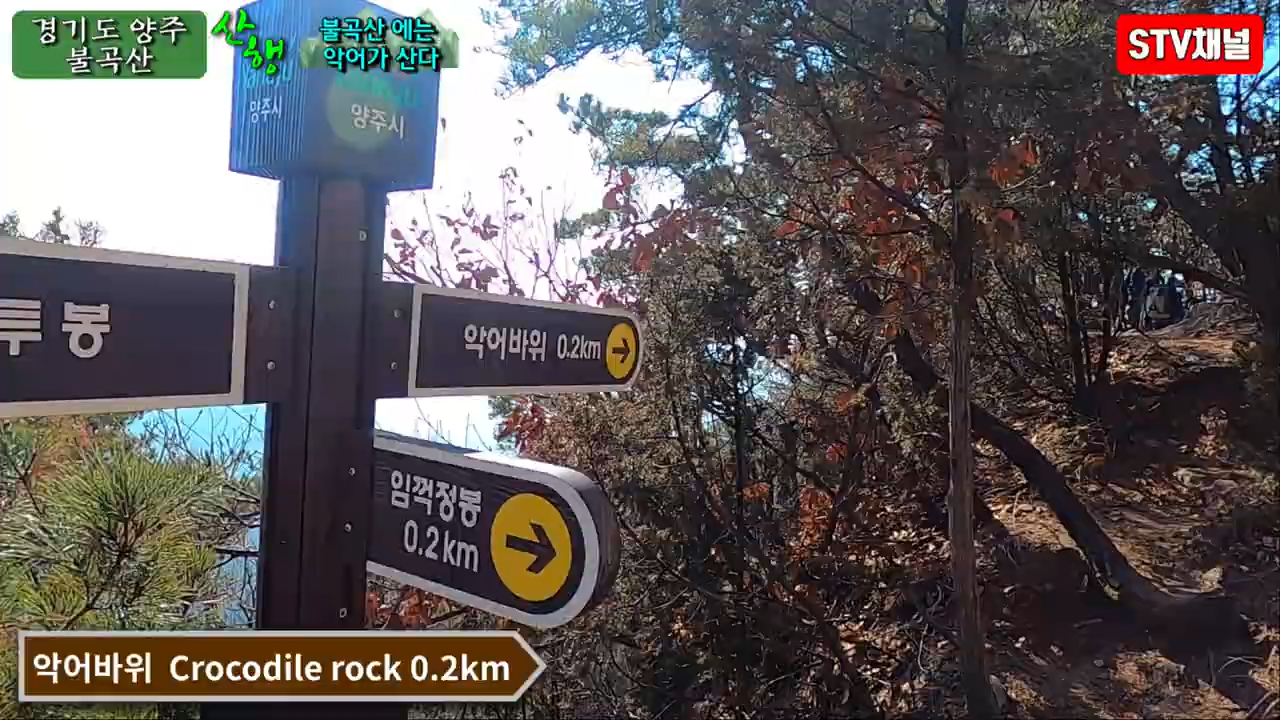 경기도 양주
불곡산
산행
불곡산 에는
악어가 산다
STV채널
양주시
양주시
투봉
악어바위 0.2km
임꺽정봉
0.2km
악어바위 Crocodile rock 0.2km